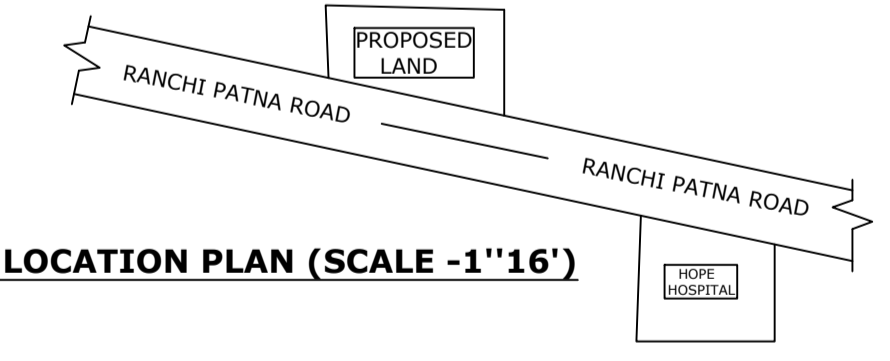 PROPOSED
LAND
RANCHI PATNA ROAD
RANCHI PATNA ROAD
LOCATION PLAN (SCALE -1''16')
HOPE
HOSPITAL